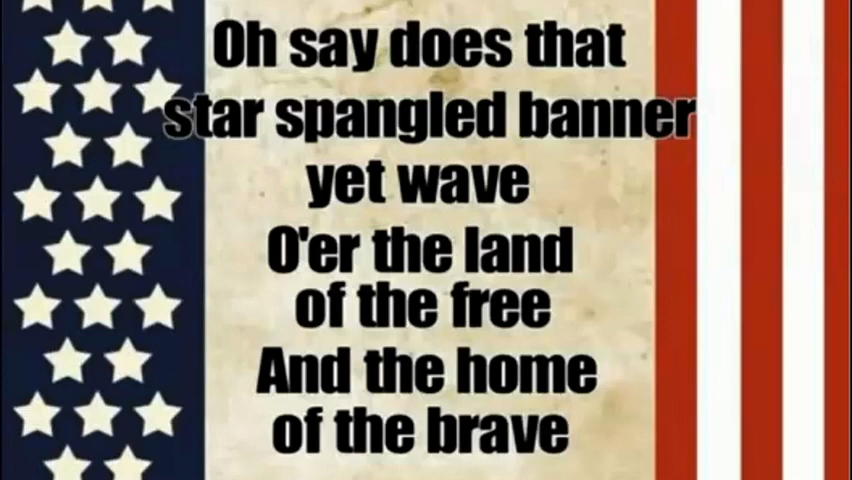 Oh say does that
star spangled banner
yet wave
O'er the land
of the free
And the home
of the brave